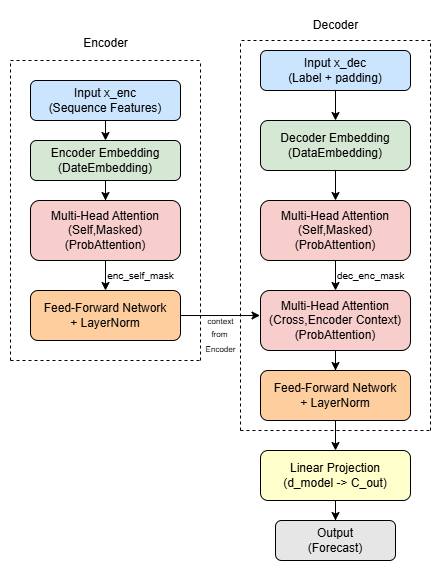 Encoder
Input x_enc
(Sequence Features)
Encoder Embedding
(DateEmbedding)
Multi-Head Attention
(Self,Masked)
(ProbAttention)
enc_self_mask
Feed-Forward Network
+ LayerNorm
context
from
Encoder
Decoder
Input x_dec
(Label + padding)
Decoder Embedding
(DataEmbedding)
Multi-Head Attention
(Self,Masked)
(ProbAttention)
dec_enc_mask
Multi-Head Attention
(Cross,Encoder Context)
(ProbAttention)
Feed-Forward Network
+ LayerNorm
Linear Projection
(d_model -> C_out)
Output
(Forecast)